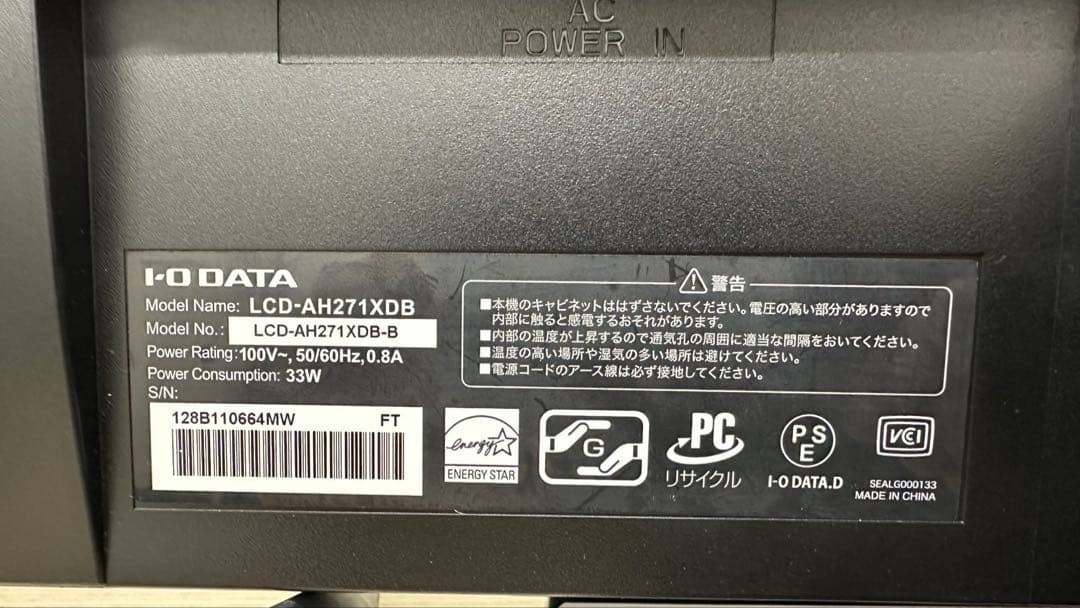 AC
POWER IN
I-O DATA
Model Name: LCD-AH271XDB
Model No.: LCD-AH271XDB-B
Power Rating:100V~, 50/60Hz, 0.8A
Power Consumption: 33W
S/N:
128B110664MW FT
警告
■本機のキャビネットははずさないでください。電圧の高い部分がありますので
内部に触ると感電するおそれがあります。
■内部の温度が上昇するので通気孔の周囲に適当な間隔をおいてください。
■温度の高い場所や湿気の多い場所は避けてください。
■電源コードのアース線は必ず接地してください。
energy
ENERGY STAR
G
PC
リサイクル
PS
E
I-O DATA.D
VCCI
SEALG000133
MADE IN CHINA